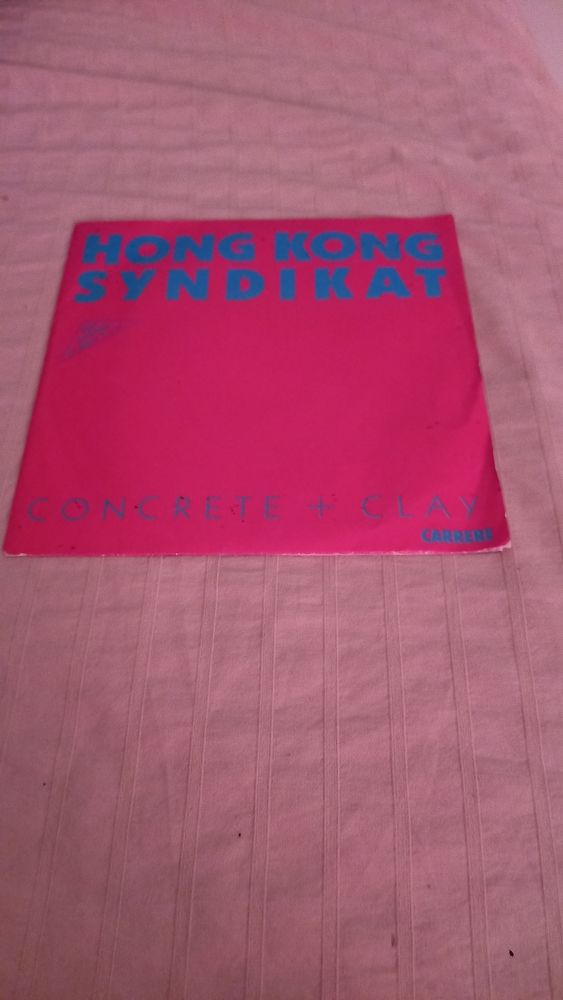 HONG KONG
SYNDIKAT
CONCRETE + CLAY
CARRERE